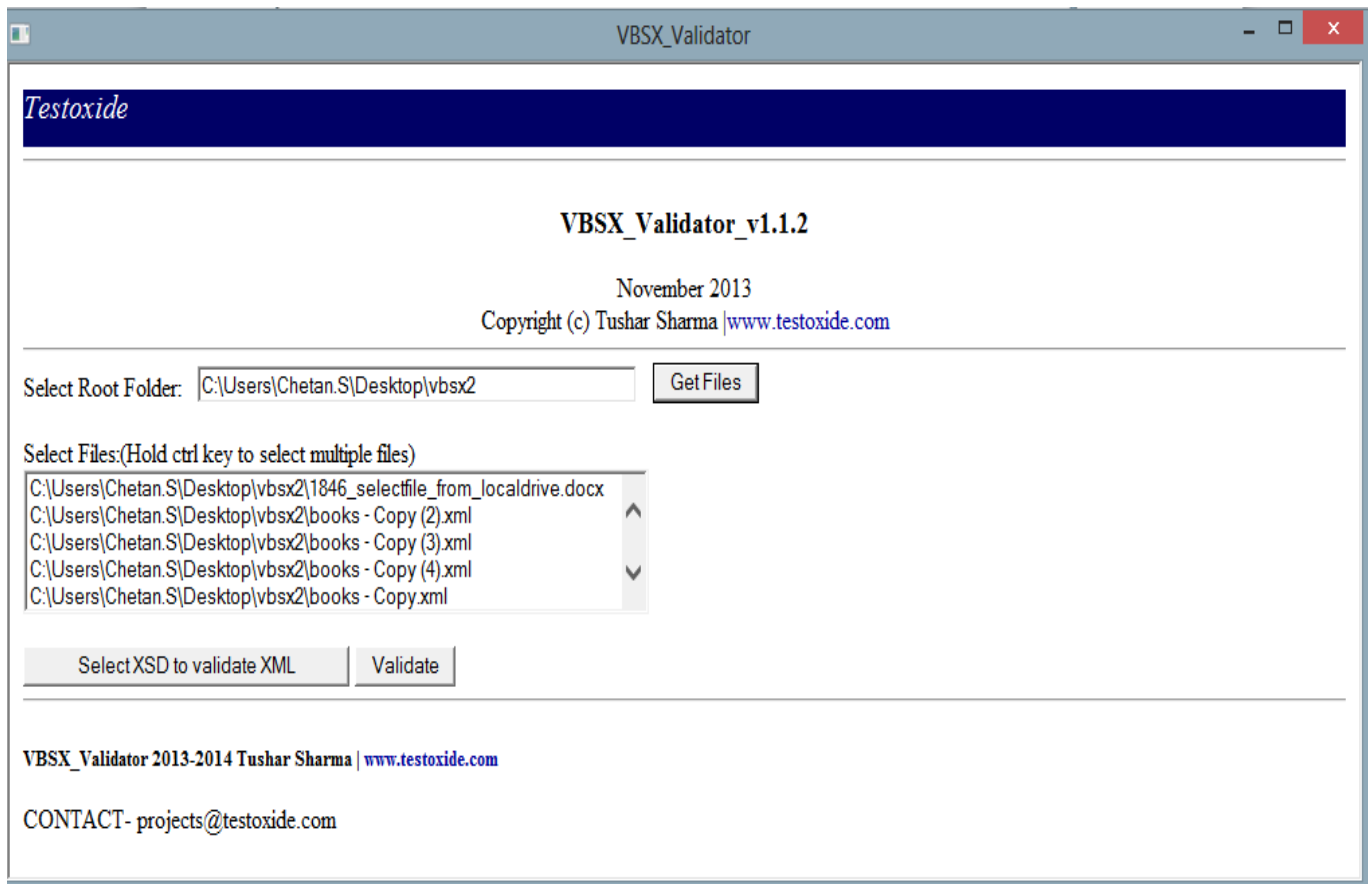 VBSX_Validator
Testoxide
VBSX_Validator_v1.1.2
November 2013
Copyright (c) Tushar Sharma |www.testoxide.com
Select Root Folder: C:\Users\Chetan.S\Desktop\vbsx2 Get Files
Select Files:(Hold ctrl key to select multiple files)
C:\Users\Chetan.S\Desktop\vbsx2\1846_selectfile_from_localdrive.docx
C:\Users\Chetan.S\Desktop\vbsx2\books - Copy (2).xml
C:\Users\Chetan.S\Desktop\vbsx2\books - Copy (3).xml
C:\Users\Chetan.S\Desktop\vbsx2\books - Copy (4).xml
C:\Users\Chetan.S\Desktop\vbsx2\books - Copy.xml
Select XSD to validate XML Validate
VBSX_Validator 2013-2014 Tushar Sharma | www.testoxide.com
CONTACT- projects@testoxide.com